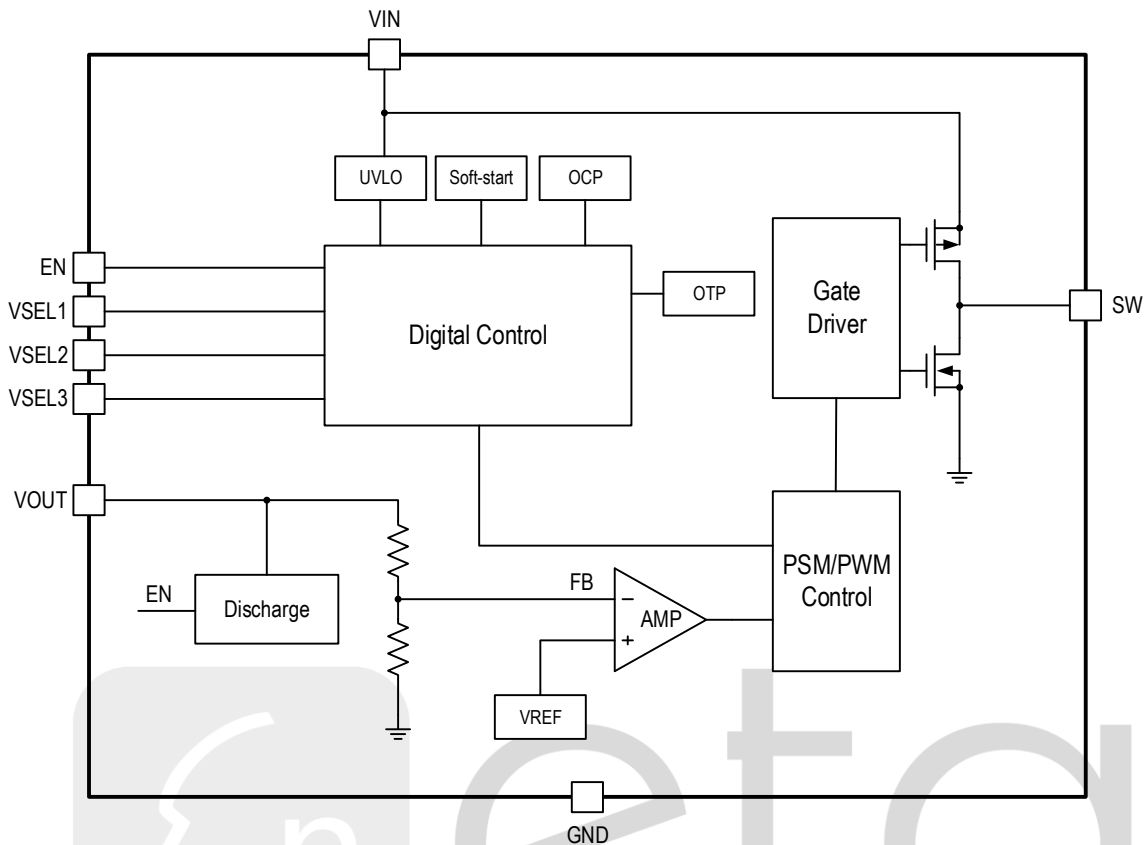 VIN
UVLO
Soft-start
OCP
EN
VSEL1
VSEL2
VSEL3
Digital Control
OTP
Gate
Driver
SW
VOUT
EN
Discharge
FB
−
+
AMP
PSM/PWM
Control
VREF
GND
eta
n